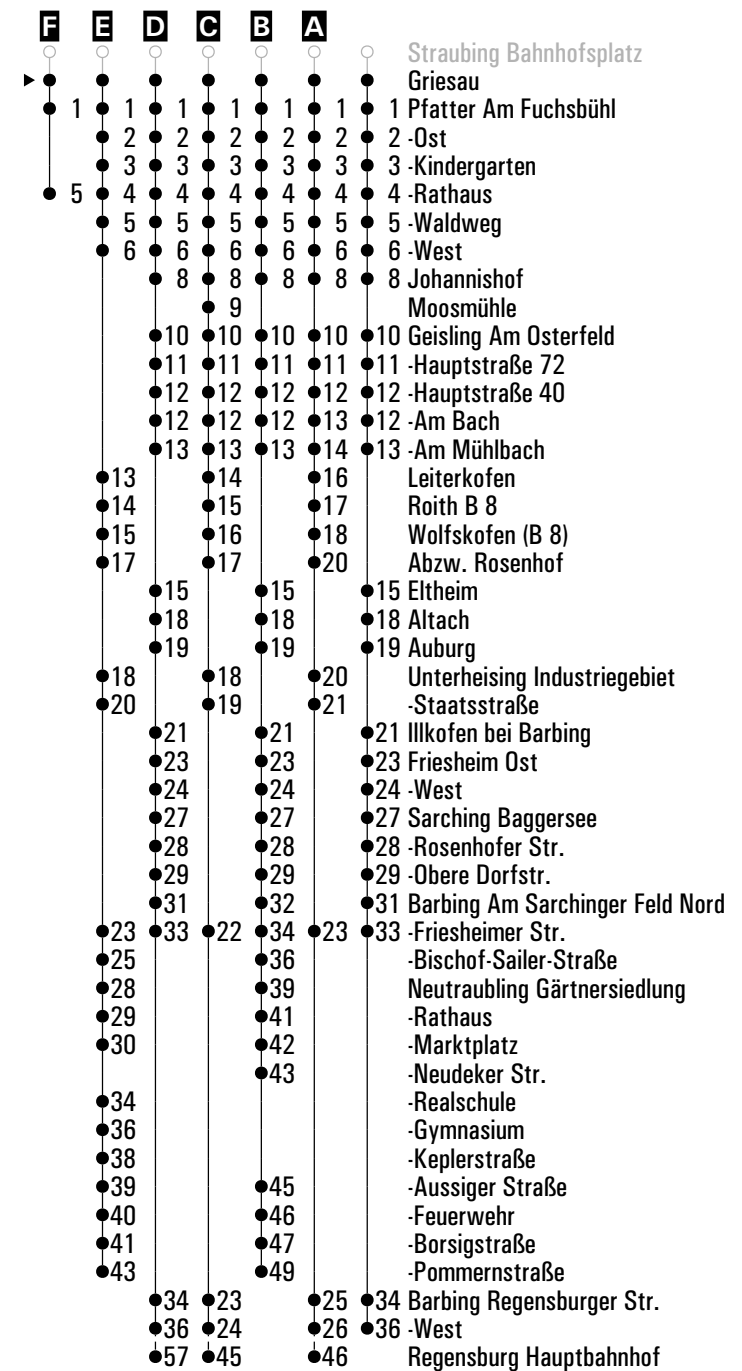 F E D C B A
Straubing Bahnhofsplatz
Griesau
1 1 1 1 1 1 1 Pfatter Am Fuchsbühl
2 2 2 2 2 2 -Ost
3 3 3 3 3 3 -Kindergarten
5 4 4 4 4 4 4 -Rathaus
5 5 5 5 5 5 -Waldweg
6 6 6 6 6 6 -West
8 8 8 8 8 Johannishof
9 Moosmühle
10 10 10 10 10 Geisling Am Osterfeld
11 11 11 11 11 -Hauptstraße 72
12 12 12 12 12 -Hauptstraße 40
12 12 12 13 12 -Am Bach
13 13 13 14 13 -Am Mühlbach
13 14 16 Leiterkofen
14 15 17 Roith B 8
15 16 18 Wolfskofen (B 8)
17 17 20 Abzw. Rosenhof
15 15 15 Eltheim
18 18 18 Altach
19 19 19 Auburg
18 18 20 Unterheising Industriegebiet
20 19 21 -Staatsstraße
21 21 21 Illkofen bei Barbing
23 23 23 Friesheim Ost
24 24 24 -West
27 27 27 Sarching Baggersee
28 28 28 -Rosenhofer Str.
29 29 29 -Obere Dorfstr.
31 32 31 Barbing Am Sarchinger Feld Nord
23 33 22 34 23 33 -Friesheimer Str.
25 36 -Bischof-Sailer-Straße
28 39 Neutraubling Gärtnersiedlung
29 41 -Rathaus
30 42 -Marktplatz
43 -Neudeker Str.
34 -Realschule
36 -Gymnasium
38 -Keplerstraße
39 45 -Aussiger Straße
40 46 -Feuerwehr
41 47 -Borsigstraße
43 49 -Pommernstraße
34 23 25 34 Barbing Regensburger Str.
36 24 26 36 -West
57 45 46 Regensburg Hauptbahnhof